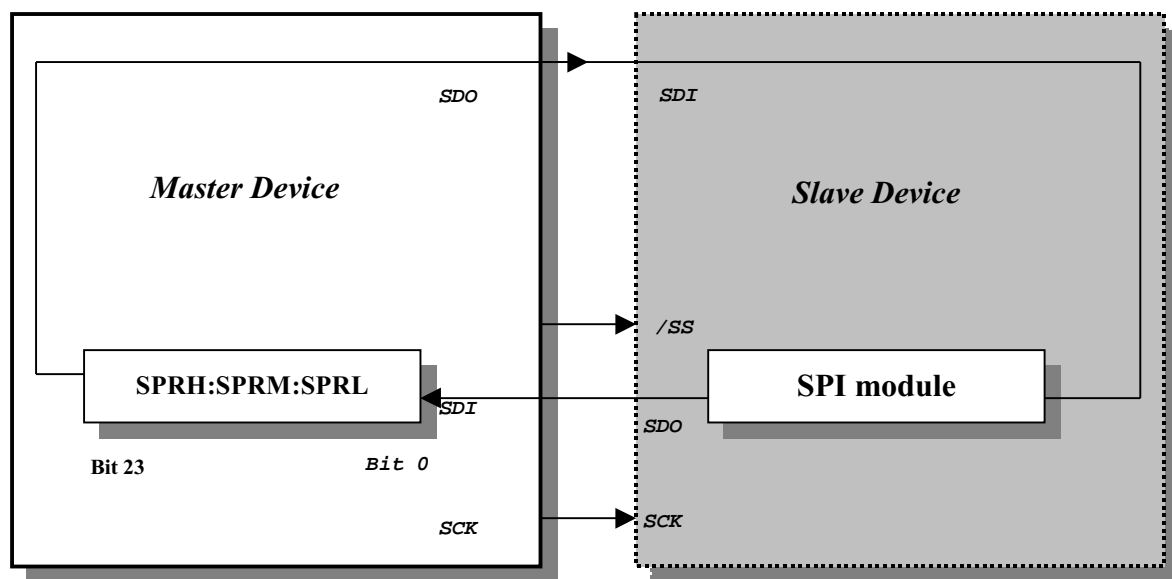 SDO
SDI
Master Device
Slave Device
/SS
SPRH:SPRM:SPRL
SPI module
SDI
SDO
Bit 23
Bit 0
SCK
SCK